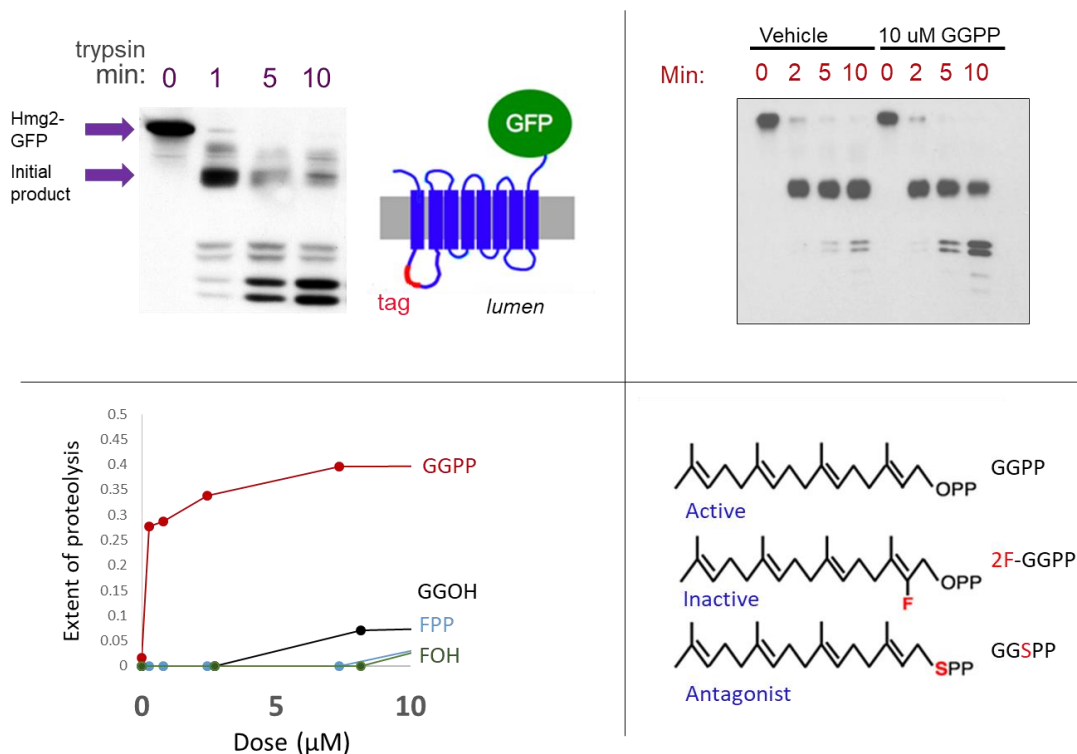 trypsin
min: 0 1 5 10
Hmg2-
GFP
Initial
product
GFP
tag
lumen
Vehicle 10 uM GGPP
Min: 0 2 5 10 0 2 5 10
Extent of proteolysis
0.5
0.45
0.4
0.35
0.3
0.25
0.2
0.15
0.1
0.05
0
GGPP
GGOH
FPP
FOH
0 5 10
Dose (µM)
OPP
GGPP
Active
OPP
2F-GGPP
F
Inactive
SPP
GGSPP
Antagonist